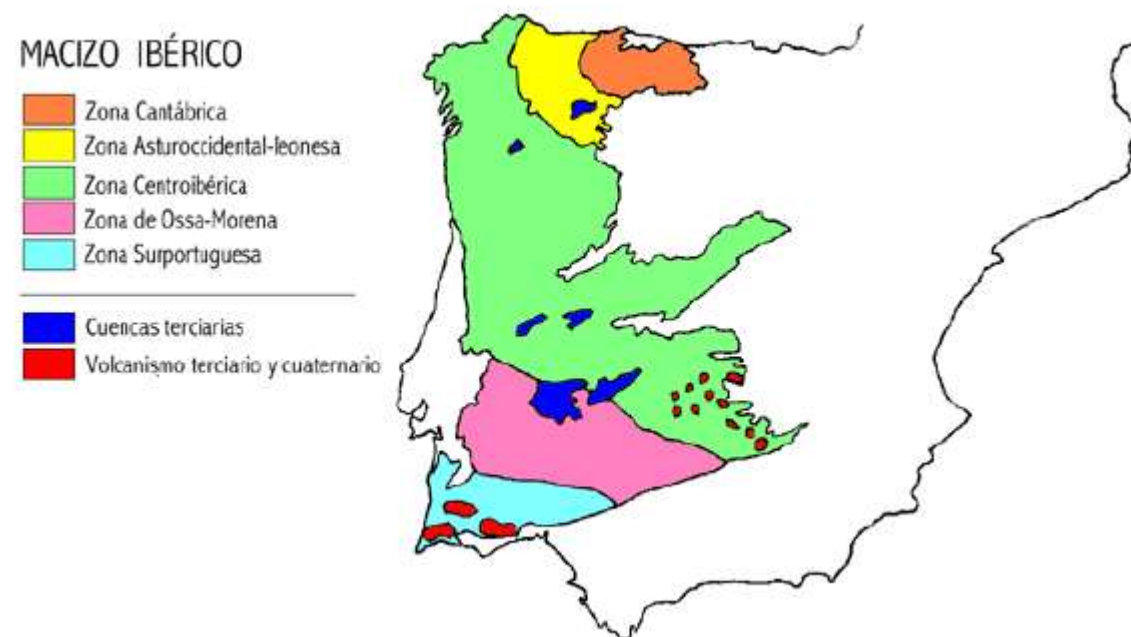 MACIZO IBÉRICO
Zona Cantábrica
Zona Asturoccidental-leonesa
Zona Centroibérica
Zona de Ossa-Morena
Zona Surportuguesa
Cuencas terciarias
Volcanismo terciario y cuaternario